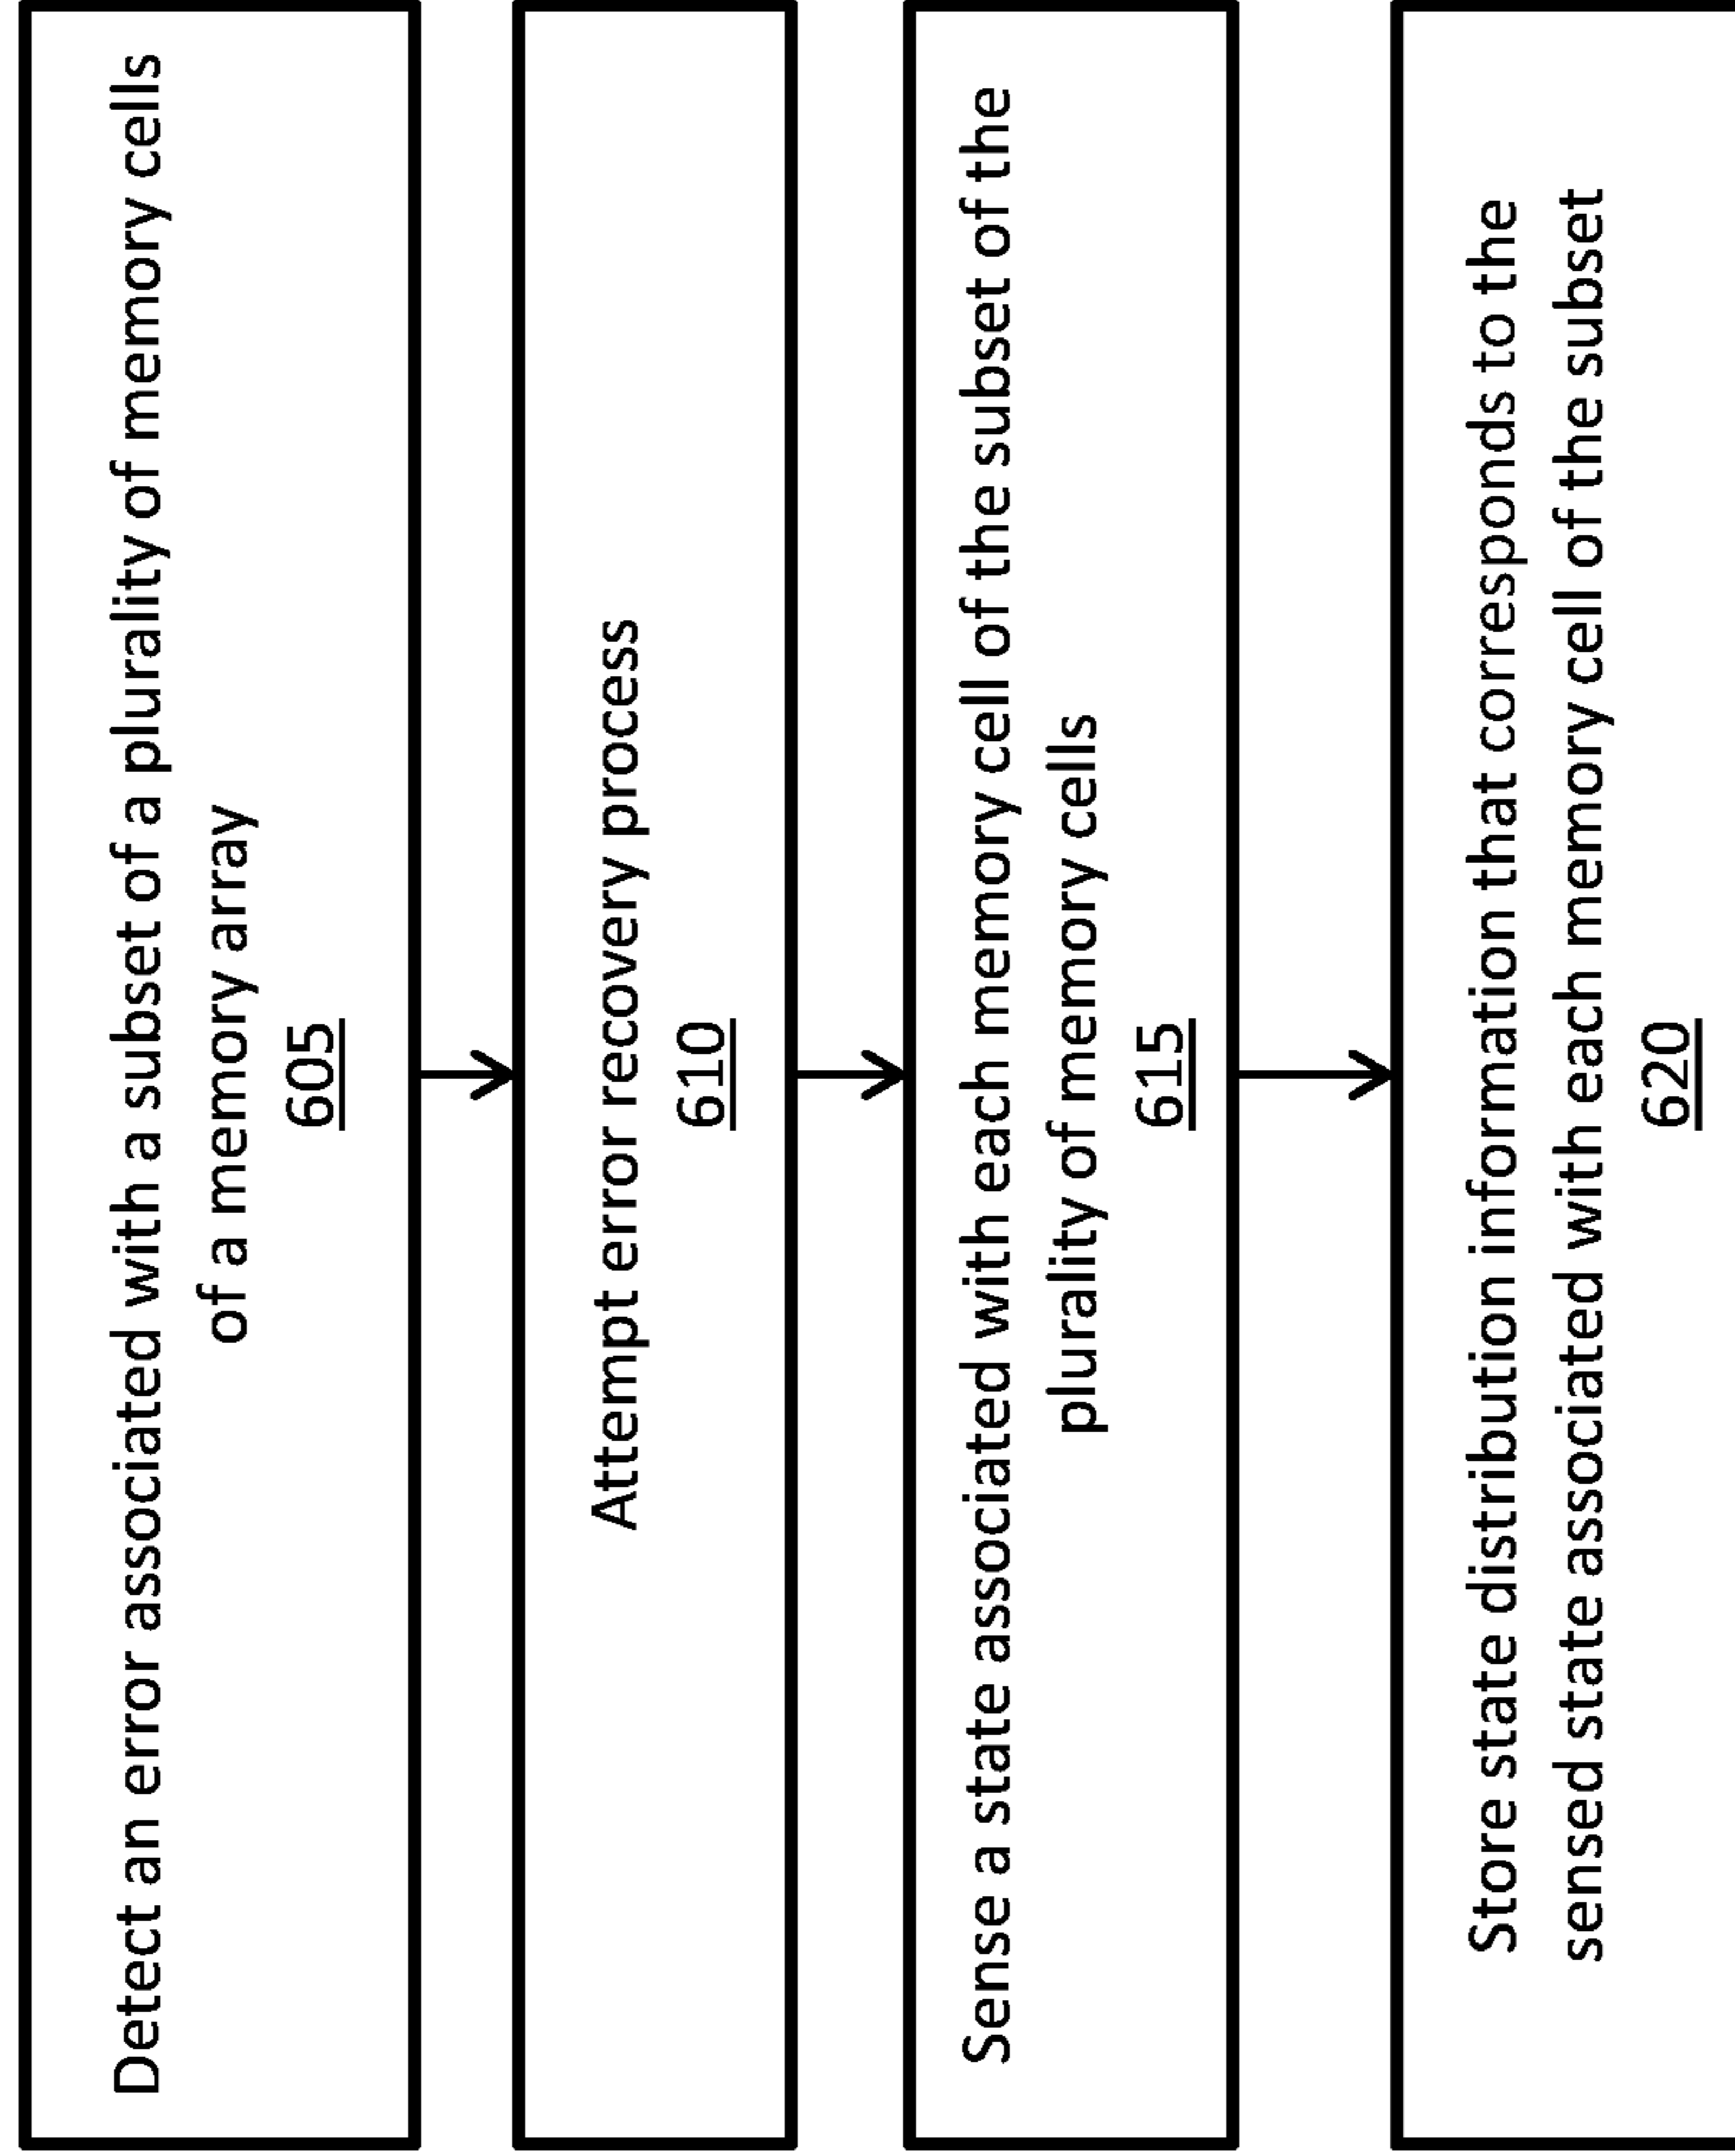 Detect an error associated with a subset of a plurality of memory cells
of a memory array
605
Attempt error recovery process
610
Sense a state associated with each memory cell of the subset of the
plurality of memory cells
615
Store state distribution information that corresponds to the
sensed state associated with each memory cell of the subset
620